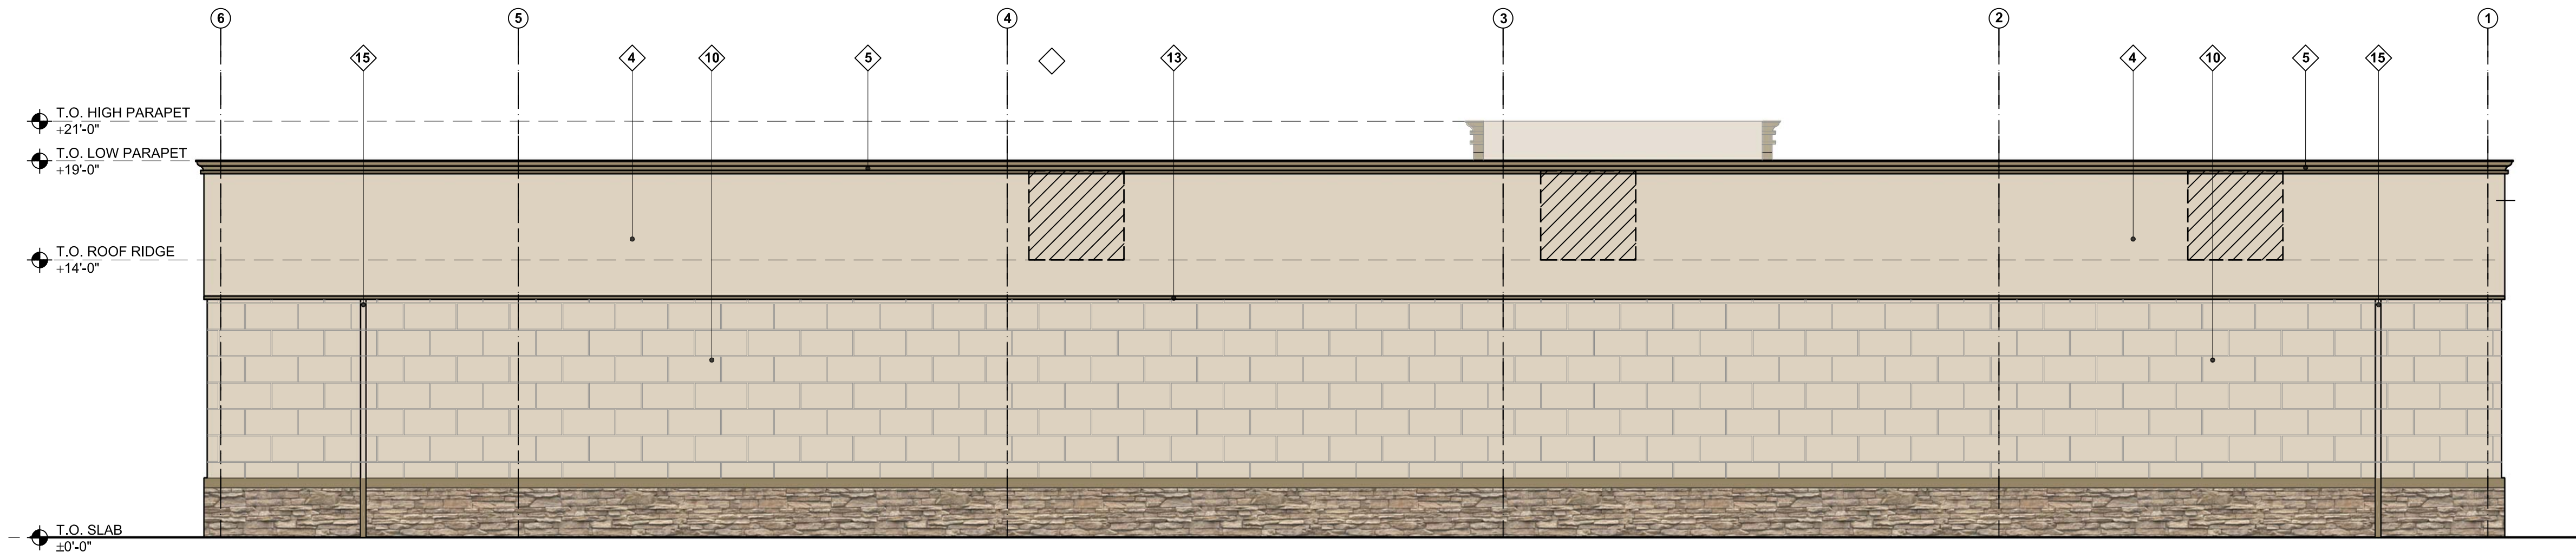 6 5 4 3 2 1
15 4 10 5 13 4 10 5 15
T.O. HIGH PARAPET
+21'-0"
T.O. LOW PARAPET
+19'-0"
T.O. ROOF RIDGE
+14'-0"
T.O. SLAB
±0'-0"